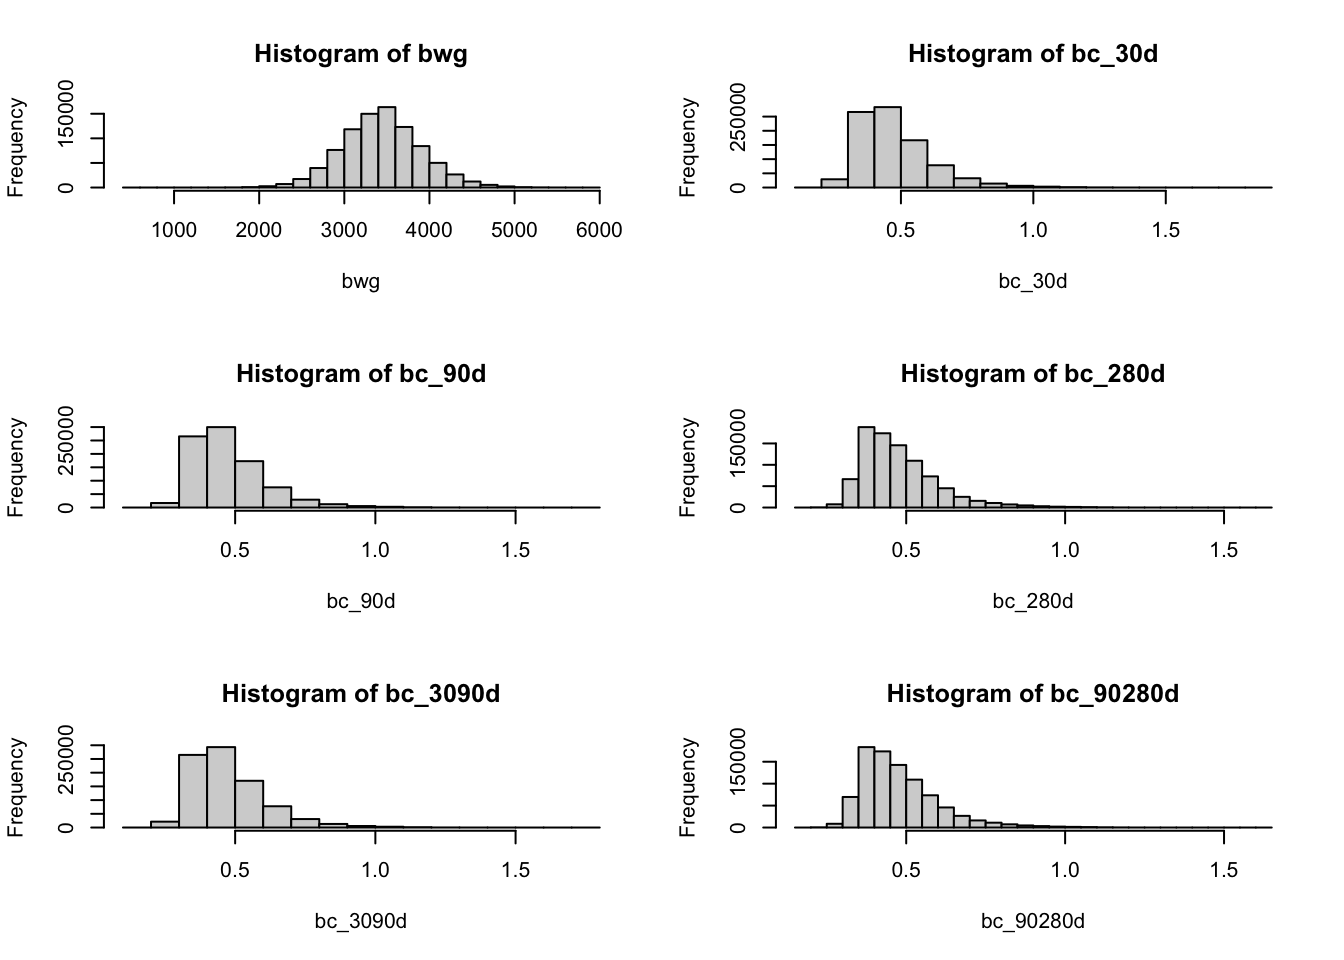 Histogram of bwg
Frequency
0
150000
1000 2000 3000 4000 5000 6000
bwg
Histogram of bc_30d
Frequency
0
250000
0.5 1.0 1.5
bc_30d
Histogram of bc_90d
Frequency
0
250000
0.5 1.0 1.5
bc_90d
Histogram of bc_280d
Frequency
0
150000
0.5 1.0 1.5
bc_280d
Histogram of bc_3090d
Frequency
0
250000
0.5 1.0 1.5
bc_3090d
Histogram of bc_90280d
Frequency
0
150000
0.5 1.0 1.5
bc_90280d